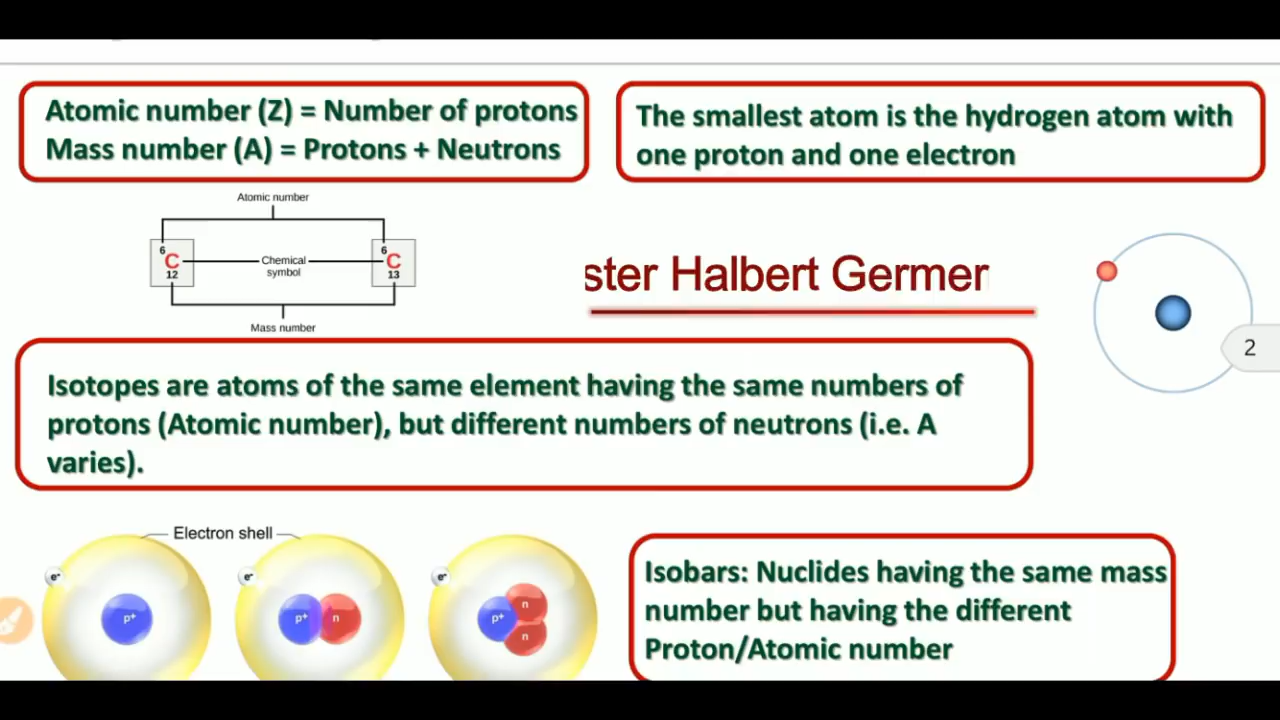 Atomic number (Z) = Number of protons
Mass number (A) = Protons + Neutrons
The smallest atom is the hydrogen atom with
one proton and one electron
Atomic number
6
C
12
Chemical
symbol
6
C
13
Mass number
ster Halbert Germer
2
Isotopes are atoms of the same element having the same numbers of
protons (Atomic number), but different numbers of neutrons (i.e. A
varies).
Electron shell
e-
p+
e-
p+
n
e-
p+
n
n
Isobars: Nuclides having the same mass
number but having the different
Proton/Atomic number